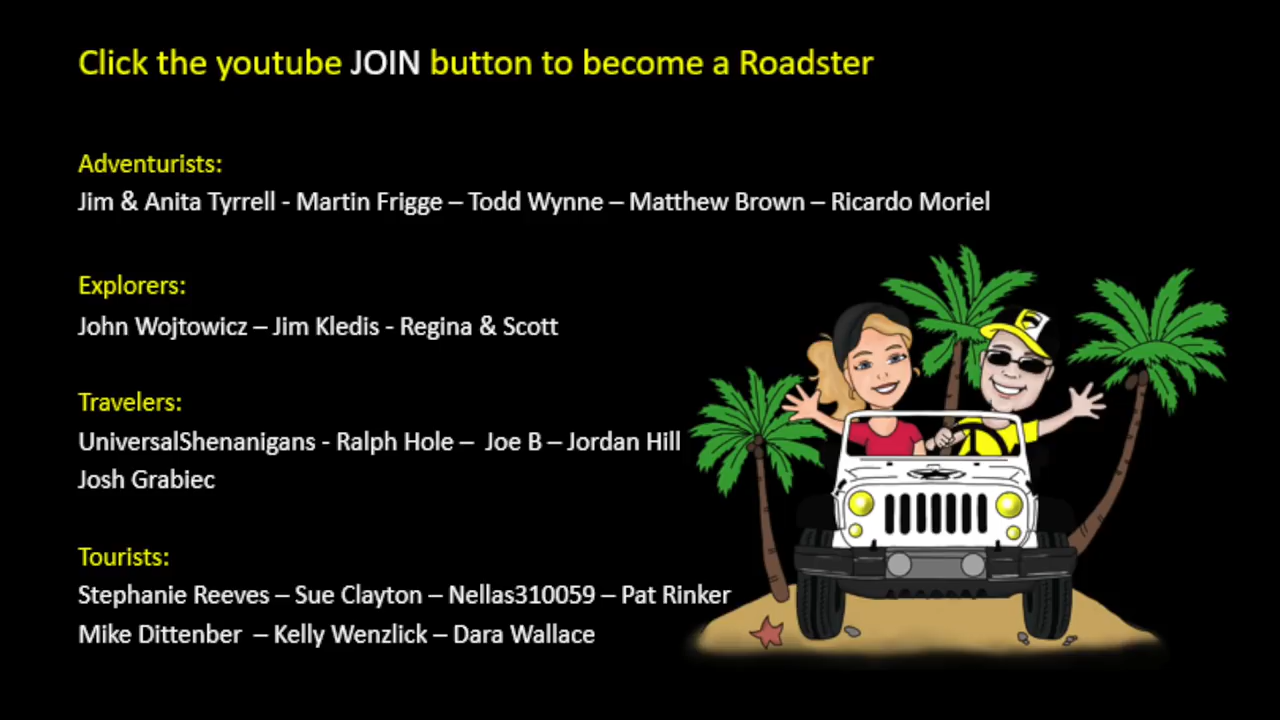 Click the youtube JOIN button to become a Roadster
Adventurists:
Jim & Anita Tyrrell - Martin Frigge – Todd Wynne – Matthew Brown – Ricardo Moriel
Explorers:
John Wojtowicz – Jim Kledis - Regina & Scott
Travelers:
UniversalShenanigans - Ralph Hole – Joe B – Jordan Hill
Josh Grabiec
Tourists:
Stephanie Reeves – Sue Clayton – Nellas310059 – Pat Rinker
Mike Dittenber – Kelly Wenzlick – Dara Wallace